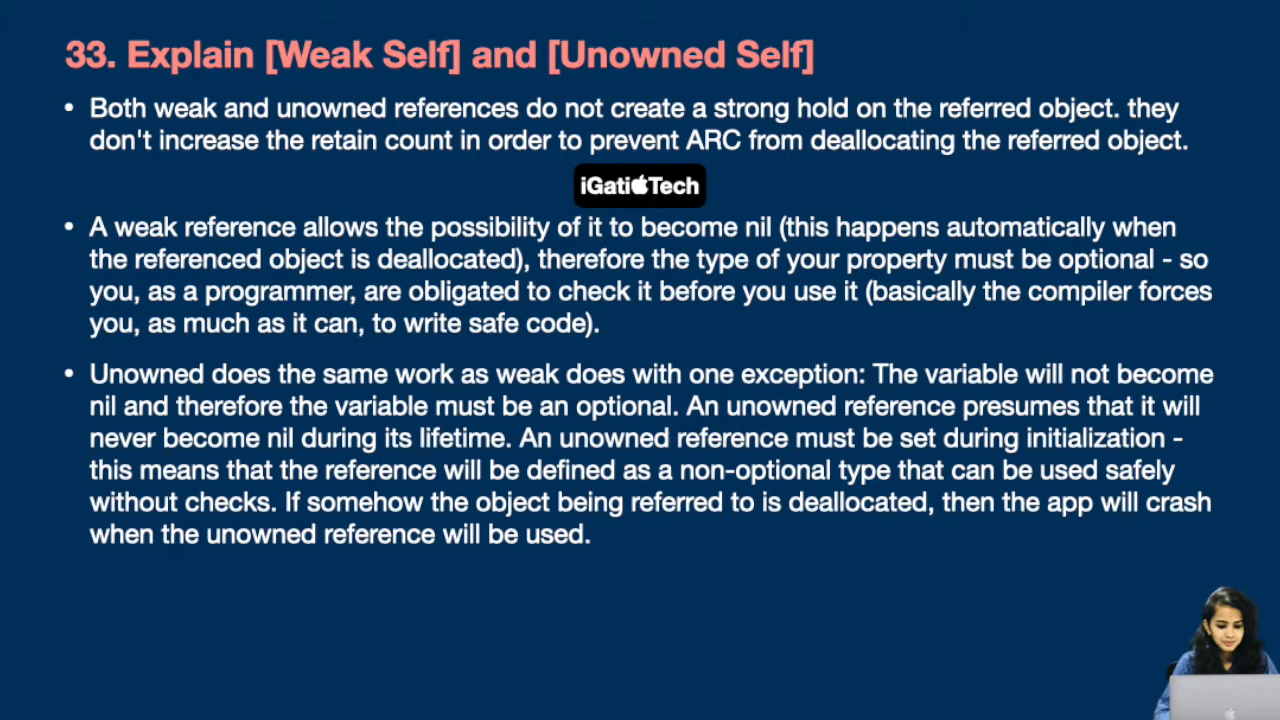 33. Explain [Weak Self] and [Unowned Self]
• Both weak and unowned references do not create a strong hold on the referred object. they
don't increase the retain count in order to prevent ARC from deallocating the referred object.
iGatiTech
• A weak reference allows the possibility of it to become nil (this happens automatically when
the referenced object is deallocated), therefore the type of your property must be optional - so
you, as a programmer, are obligated to check it before you use it (basically the compiler forces
you, as much as it can, to write safe code).
• Unowned does the same work as weak does with one exception: The variable will not become
nil and therefore the variable must be an optional. An unowned reference presumes that it will
never become nil during its lifetime. An unowned reference must be set during initialization -
this means that the reference will be defined as a non-optional type that can be used safely
without checks. If somehow the object being referred to is deallocated, then the app will crash
when the unowned reference will be used.